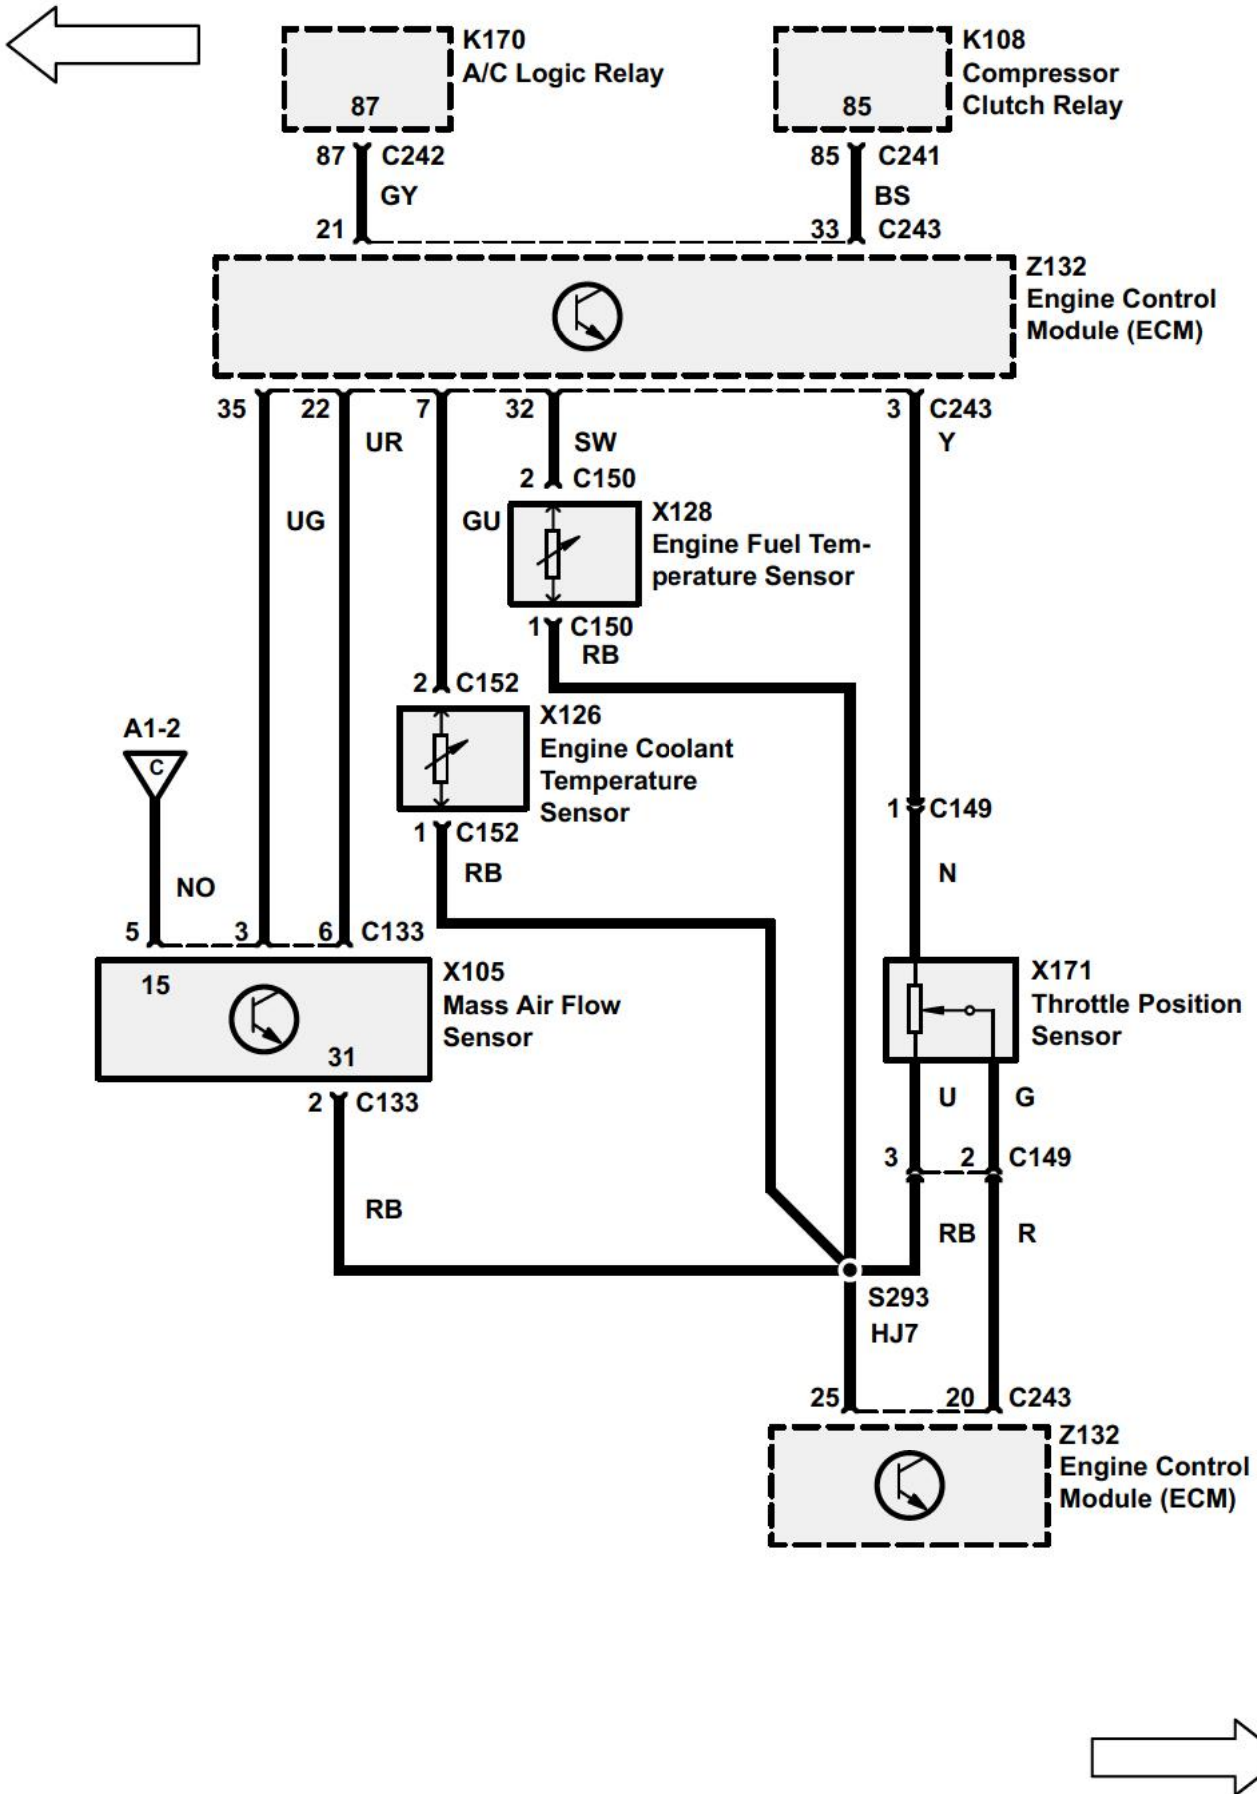 K170
A/C Logic Relay
87
K108
Compressor
Clutch Relay
85
87 C242
GY
21
85 C241
BS
33 C243
Z132
Engine Control
Module (ECM)
35 22 7 32 3 C243
UR SW Y
2 C150
UG GU
X128
Engine Fuel Tem-
perature Sensor
1 C150
RB
2 C152
X126
Engine Coolant
Temperature
Sensor
A1-2
C
1 C152
RB
1 C149
N
NO
5 3 6 C133
15
31
X105
Mass Air Flow
Sensor
X171
Throttle Position
Sensor
2 C133
U G
3 2 C149
RB
RB R
S293
HJ7
25 20 C243
Z132
Engine Control
Module (ECM)